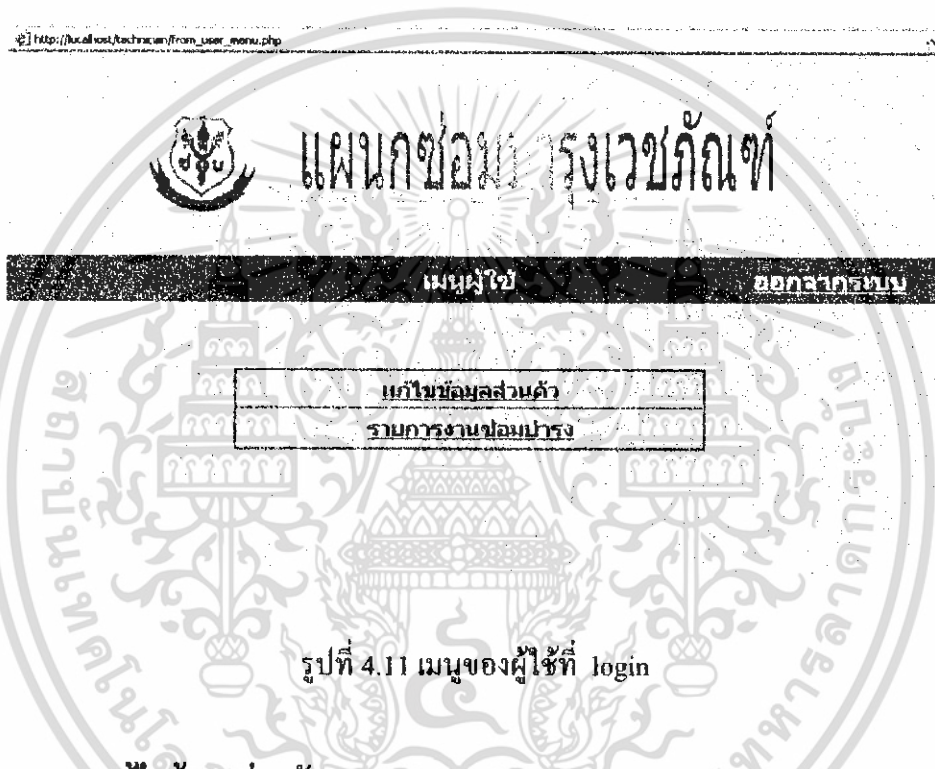 http://localhost/technician/from_user_menu.php
แผนกซ่อมบำรุงเวชภัณฑ์
เมนูผู้ใช้ ออกจากระบบ
แก้ไขข้อมูลส่วนตัว
รายการงานซ่อมบำรุง
รูปที่ 4.11 เมนูของผู้ใช้ที่ login